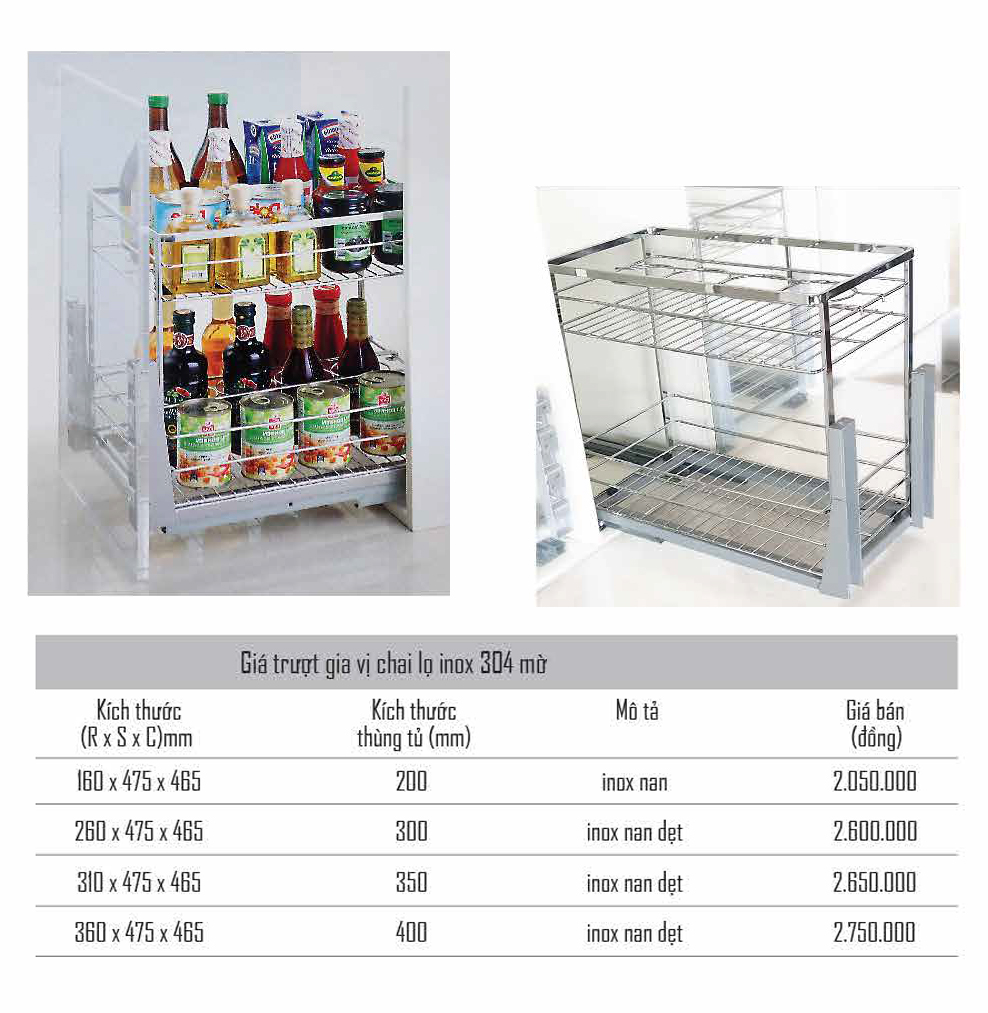 Giá trượt gia vị chai lọ inox 304 mờ
Kích thước (R x S x C)mm Kích thước thùng tủ (mm) Mô tả Giá bán (đồng)
160 x 475 x 465 200 inox nan 2.050.000
260 x 475 x 465 300 inox nan dẹt 2.600.000
310 x 475 x 465 350 inox nan dẹt 2.650.000
360 x 475 x 465 400 inox nan dẹt 2.750.000